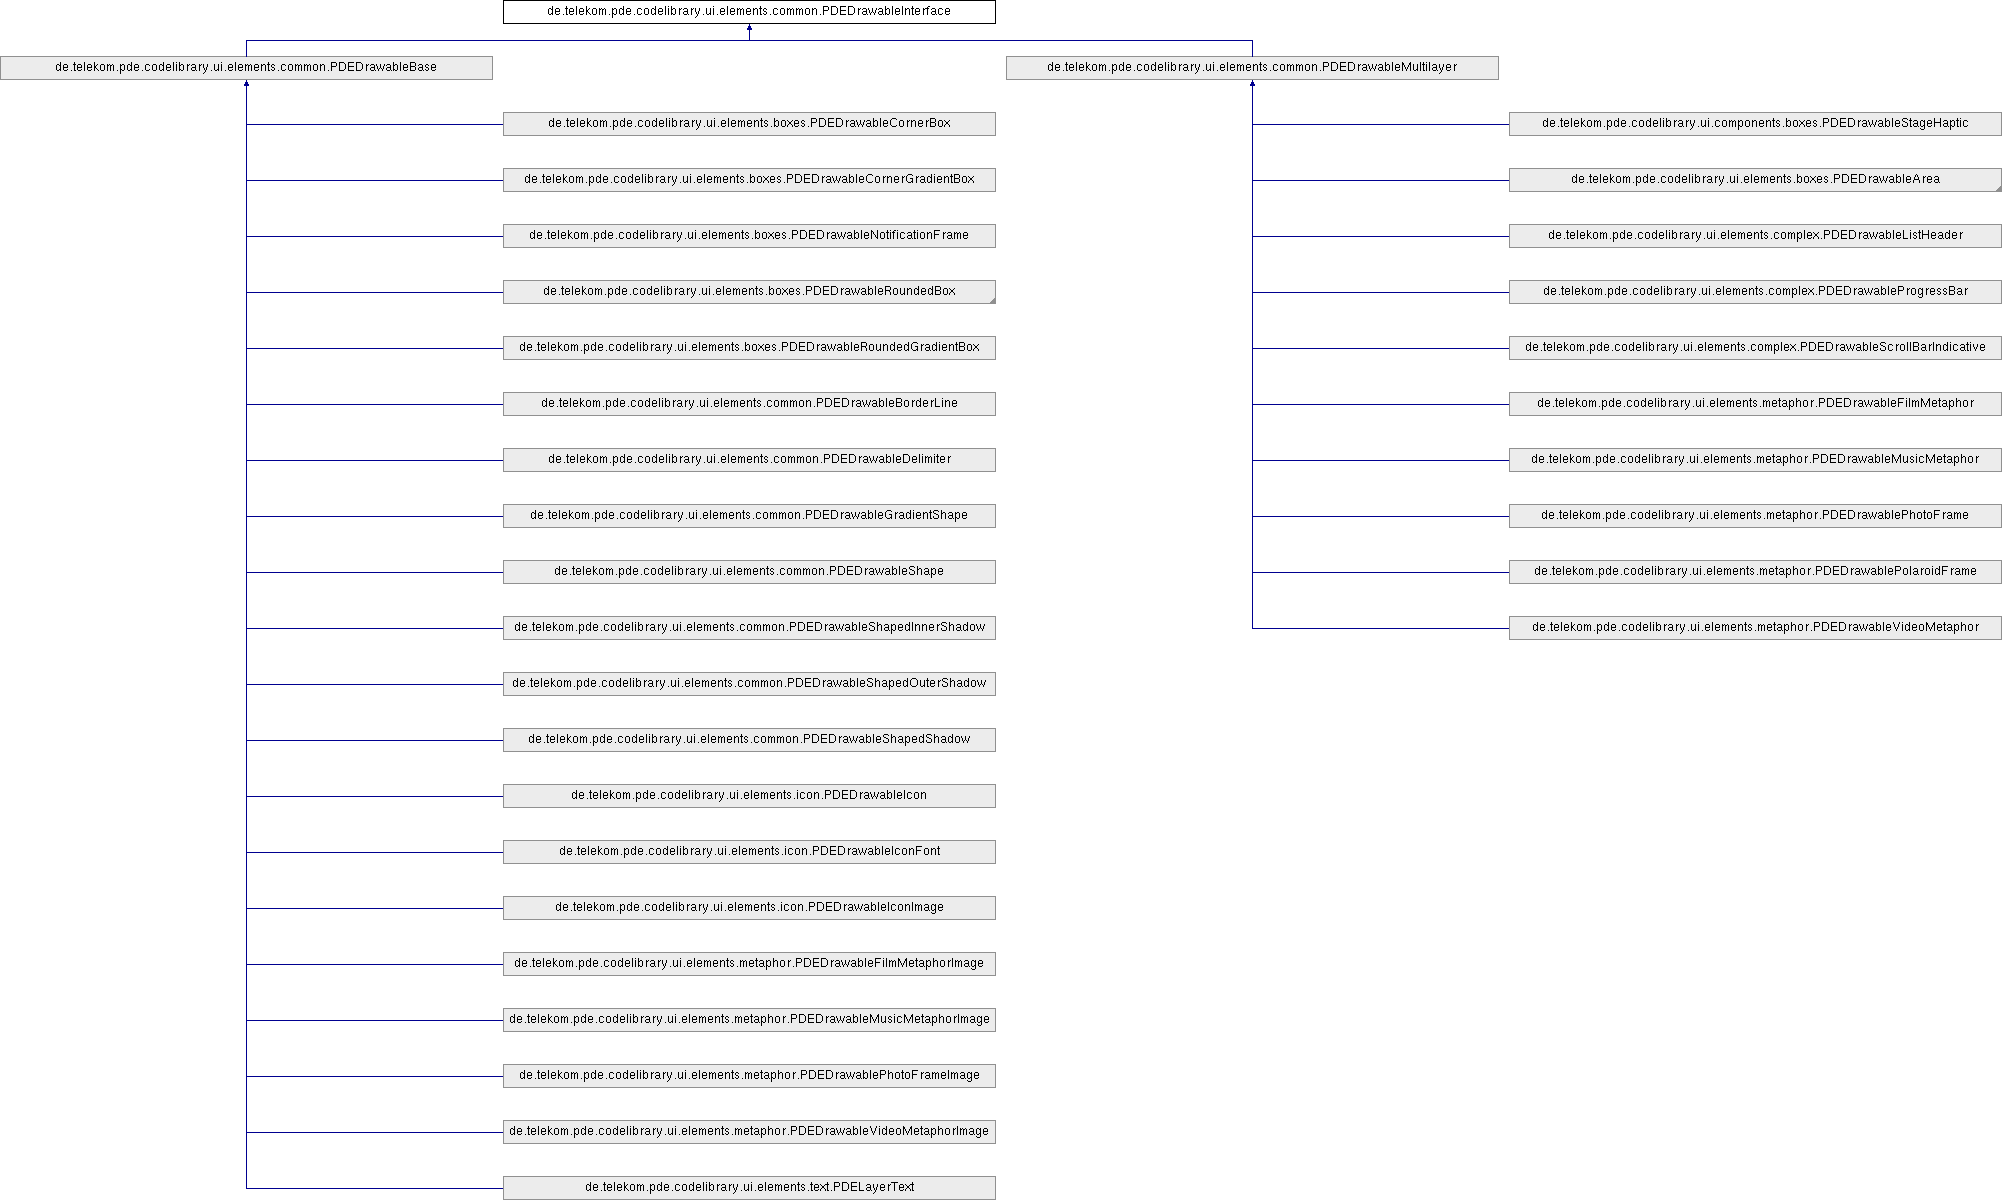 de.telekom.pde.codelibrary.ui.elements.common.PDEDrawableInterface
de.telekom.pde.codelibrary.ui.elements.common.PDEDrawableBase
de.telekom.pde.codelibrary.ui.elements.common.PDEDrawableMultilayer
de.telekom.pde.codelibrary.ui.elements.boxes.PDEDrawableCornerBox
de.telekom.pde.codelibrary.ui.components.boxes.PDEDrawableStageHaptic
de.telekom.pde.codelibrary.ui.elements.boxes.PDEDrawableCornerGradientBox
de.telekom.pde.codelibrary.ui.elements.boxes.PDEDrawableArea
de.telekom.pde.codelibrary.ui.elements.boxes.PDEDrawableNotificationFrame
de.telekom.pde.codelibrary.ui.elements.complex.PDEDrawableListHeader
de.telekom.pde.codelibrary.ui.elements.boxes.PDEDrawableRoundedBox
de.telekom.pde.codelibrary.ui.elements.complex.PDEDrawableProgressBar
de.telekom.pde.codelibrary.ui.elements.boxes.PDEDrawableRoundedGradientBox
de.telekom.pde.codelibrary.ui.elements.complex.PDEDrawableScrollBarIndicative
de.telekom.pde.codelibrary.ui.elements.common.PDEDrawableBorderLine
de.telekom.pde.codelibrary.ui.elements.metaphor.PDEDrawableFilmMetaphor
de.telekom.pde.codelibrary.ui.elements.common.PDEDrawableDelimiter
de.telekom.pde.codelibrary.ui.elements.metaphor.PDEDrawableMusicMetaphor
de.telekom.pde.codelibrary.ui.elements.common.PDEDrawableGradientShape
de.telekom.pde.codelibrary.ui.elements.metaphor.PDEDrawablePhotoFrame
de.telekom.pde.codelibrary.ui.elements.common.PDEDrawableShape
de.telekom.pde.codelibrary.ui.elements.metaphor.PDEDrawablePolaroidFrame
de.telekom.pde.codelibrary.ui.elements.common.PDEDrawableShapedInnerShadow
de.telekom.pde.codelibrary.ui.elements.metaphor.PDEDrawableVideoMetaphor
de.telekom.pde.codelibrary.ui.elements.common.PDEDrawableShapedOuterShadow
de.telekom.pde.codelibrary.ui.elements.common.PDEDrawableShapedShadow
de.telekom.pde.codelibrary.ui.elements.icon.PDEDrawableIcon
de.telekom.pde.codelibrary.ui.elements.icon.PDEDrawableIconFont
de.telekom.pde.codelibrary.ui.elements.icon.PDEDrawableIconImage
de.telekom.pde.codelibrary.ui.elements.metaphor.PDEDrawableFilmMetaphorImage
de.telekom.pde.codelibrary.ui.elements.metaphor.PDEDrawableMusicMetaphorImage
de.telekom.pde.codelibrary.ui.elements.metaphor.PDEDrawablePhotoFrameImage
de.telekom.pde.codelibrary.ui.elements.metaphor.PDEDrawableVideoMetaphorImage
de.telekom.pde.codelibrary.ui.elements.text.PDELayerText